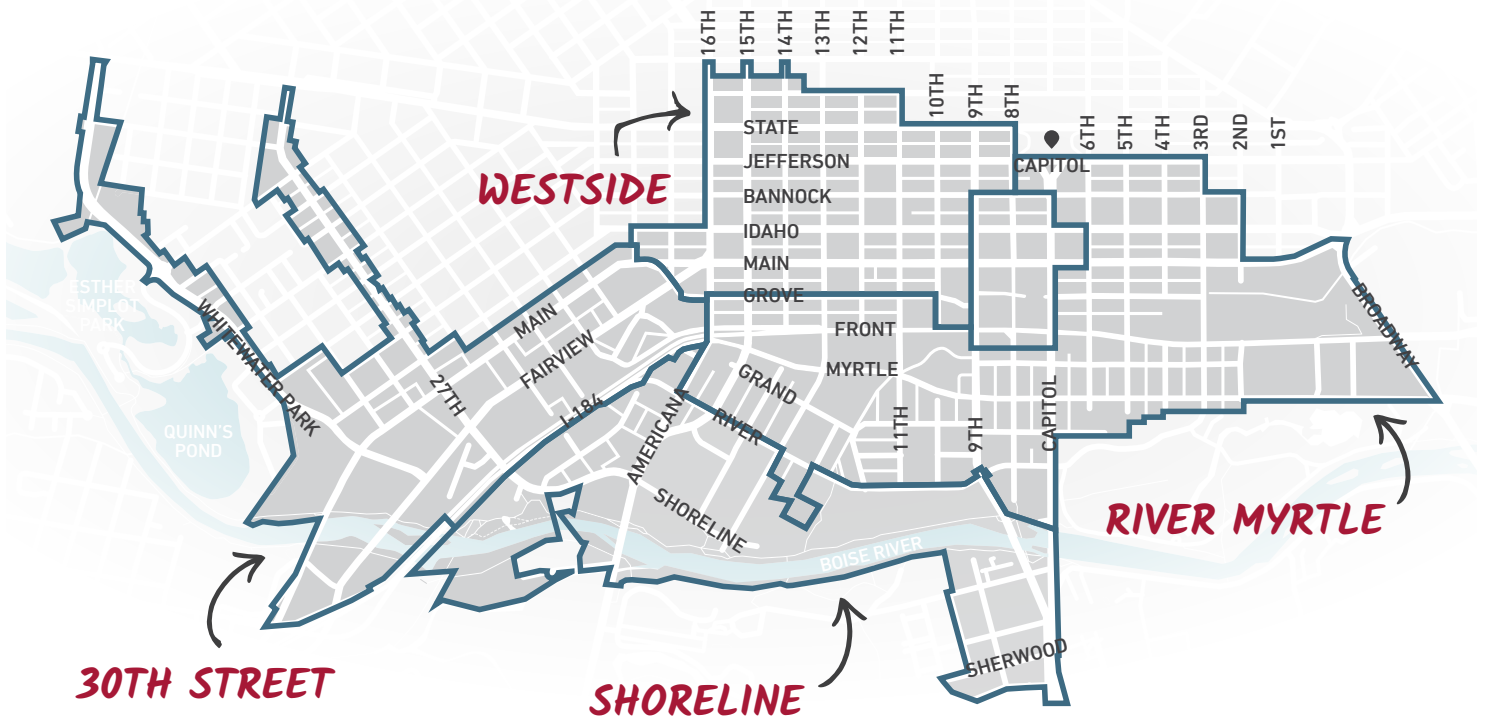 16TH
15TH
14TH
13TH
12TH
11TH
10TH
9TH
8TH
6TH
5TH
4TH
3RD
2ND
1ST
STATE
JEFFERSON
CAPITOL
WESTSIDE
BANNOCK
IDAHO
MAIN
GROVE
ESTHER
SIMPLOT
PARK
WHITEWATER PARK
MAIN
FAIRVIEW
FRONT
MYRTLE
BROADWAY
27TH
I-184
GRAND
RIVER
AMERICANA
11TH
9TH
CAPITOL
QUINN'S
POND
SHORELINE
RIVER MYRTLE
BOISE RIVER
30TH STREET
SHORELINE
SHERWOOD